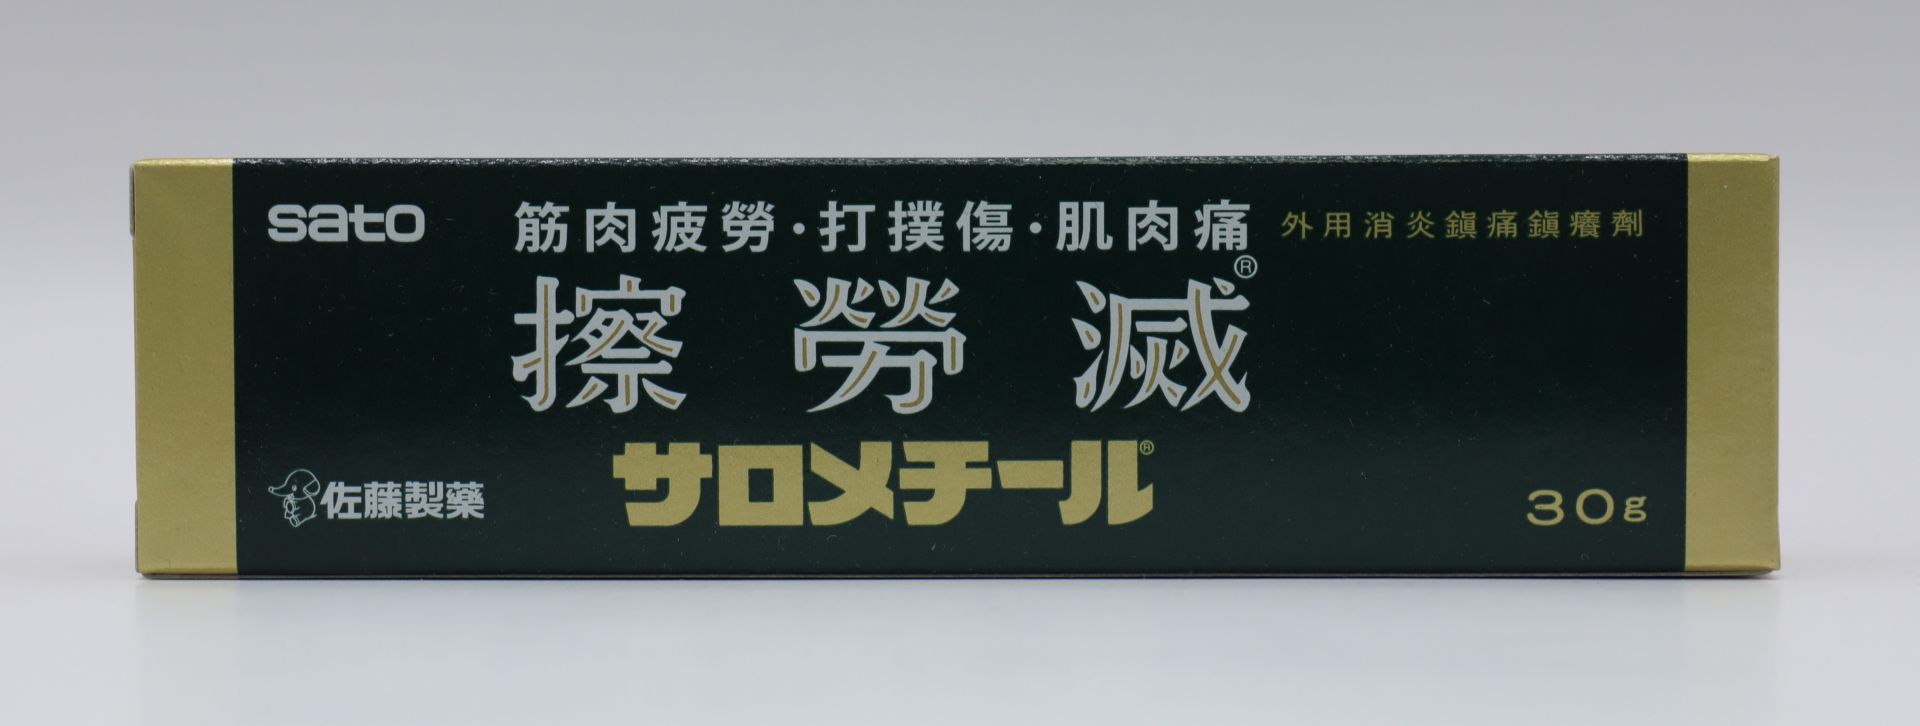 sato
筋肉疲勞・打撲傷・肌肉痛
外用消炎鎮痛鎮癢劑
擦勞滅®
サロメチール®
佐藤製藥
30g